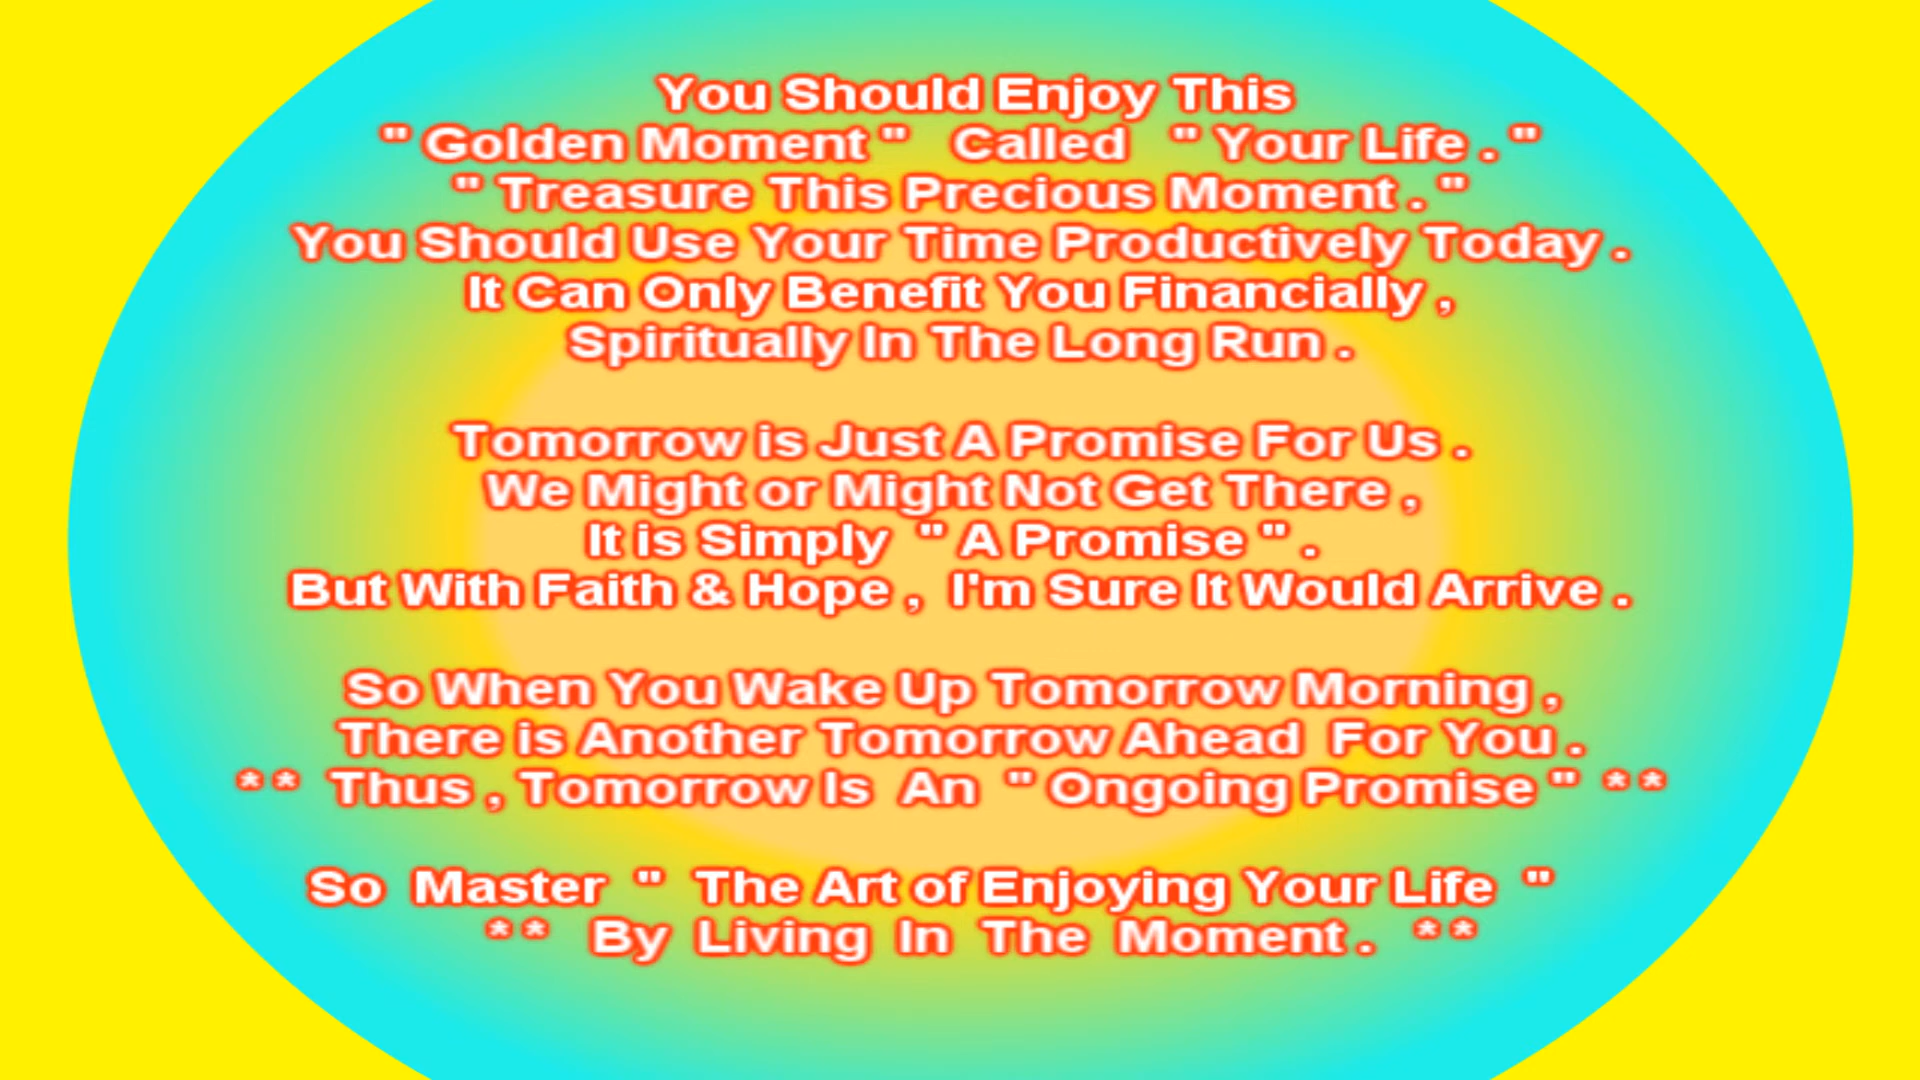 You Should Enjoy This
" Golden Moment " Called " Your Life . "
" Treasure This Precious Moment . "
You Should Use Your Time Productively Today .
It Can Only Benefit You Financially ,
Spiritually In The Long Run .
Tomorrow is Just A Promise For Us .
We Might or Might Not Get There ,
It is Simply " A Promise " .
But With Faith & Hope , I'm Sure It Would Arrive .
So When You Wake Up Tomorrow Morning ,
There is Another Tomorrow Ahead For You .
* * Thus , Tomorrow Is An " Ongoing Promise " * *
So Master " The Art of Enjoying Your Life "
* * By Living In The Moment . * *